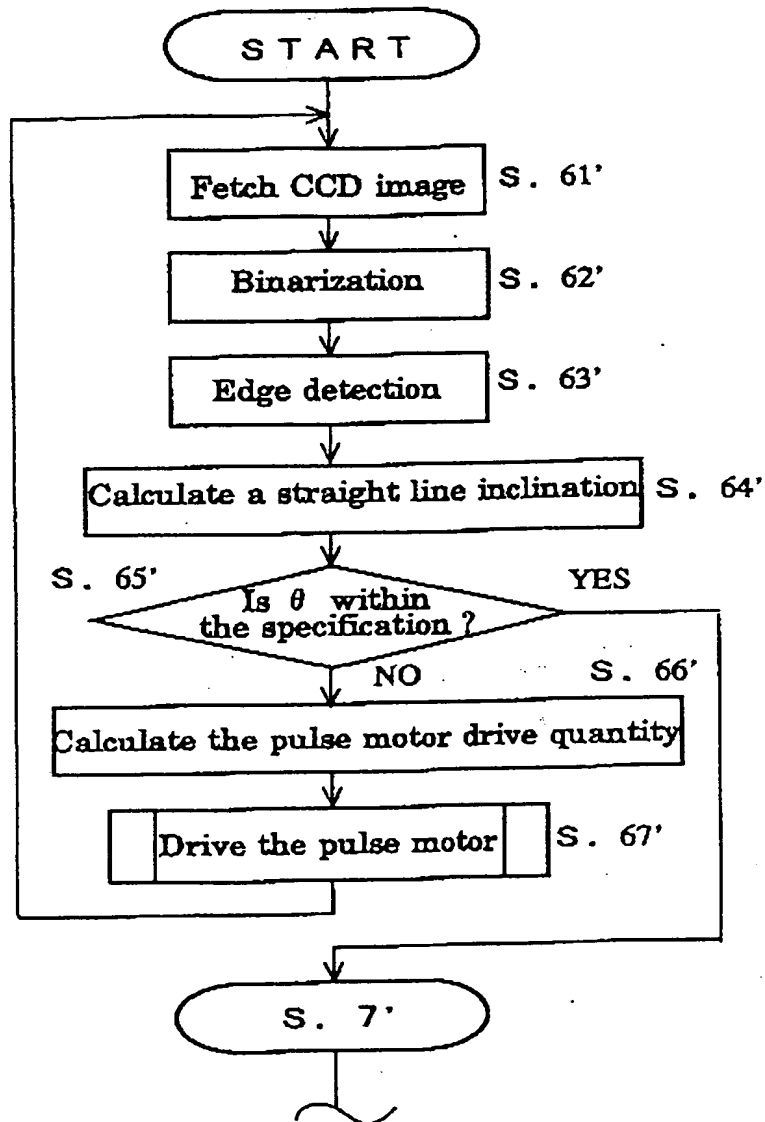 START
Fetch CCD image S. 61'
Binarization S. 62'
Edge detection S. 63'
Calculate a straight line inclination S. 64'
S. 65' YES
Is θ within
the specification?
NO S. 66'
Calculate the pulse motor drive quantity
Drive the pulse motor S. 67'
S. 7'